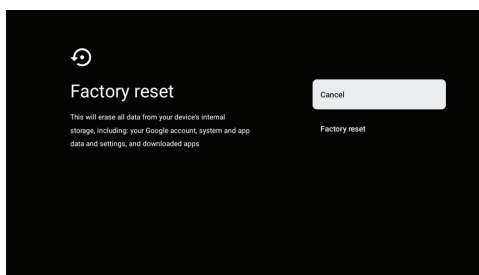 Factory reset
This will erase all data from your device's internal
storage, including: your Google account, system and app
data and settings, and downloaded apps
Cancel
Factory reset